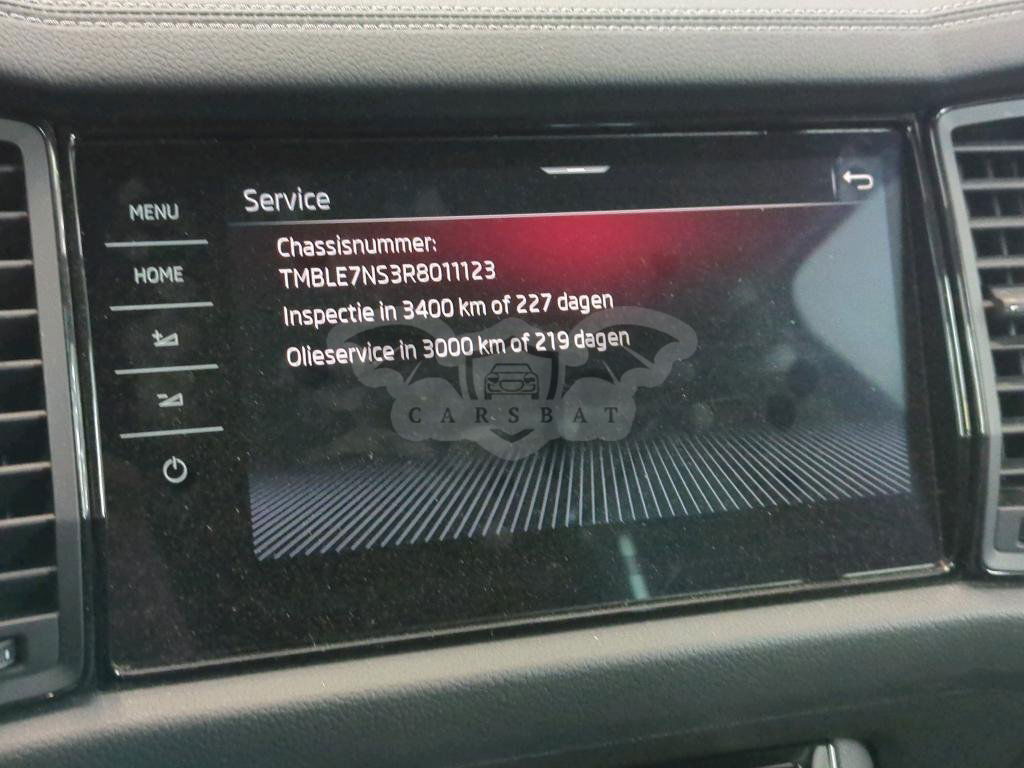 Service
MENU
HOME
Chassisnummer:
TMBLE7NS3R8011123
Inspectie in 3400 km of 227 dagen
Olieservice in 3000 km of 219 dagen
CARSBAT